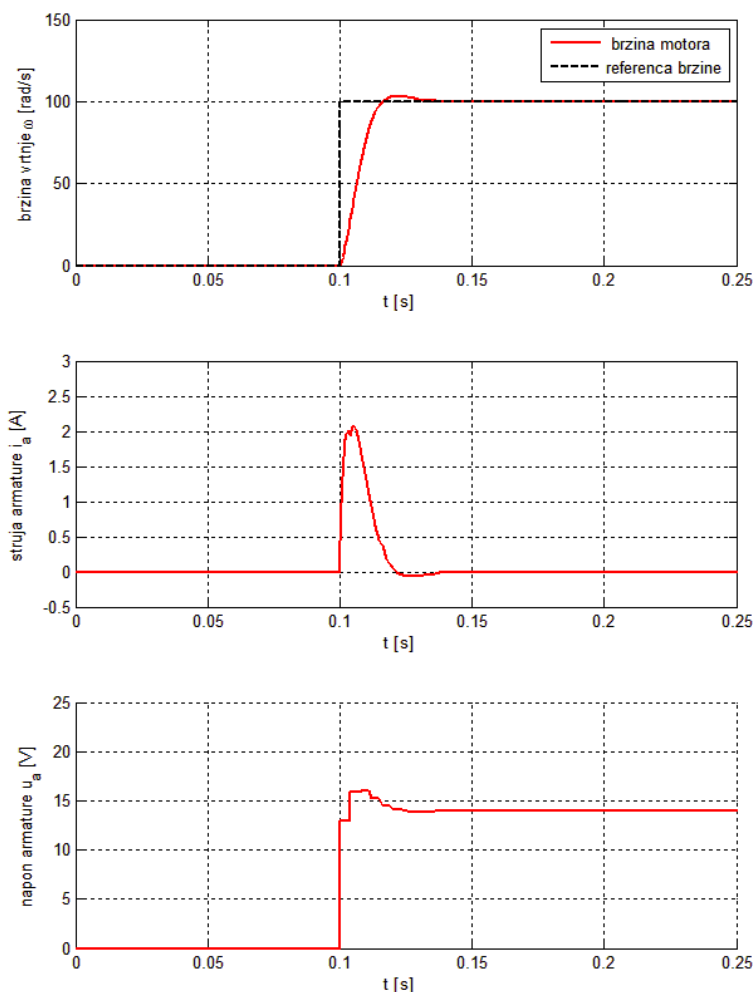 150
100
50
0
brzina vrtnje ω [rad/s]
brzina motora
referenca brzine
0 0.05 0.1 0.15 0.2 0.25
t [s]
3
2.5
2
1.5
1
0.5
0
-0.5
struja armature i_a [A]
0 0.05 0.1 0.15 0.2 0.25
t [s]
25
20
15
10
5
0
napon armature u_a [V]
0 0.05 0.1 0.15 0.2 0.25
t [s]